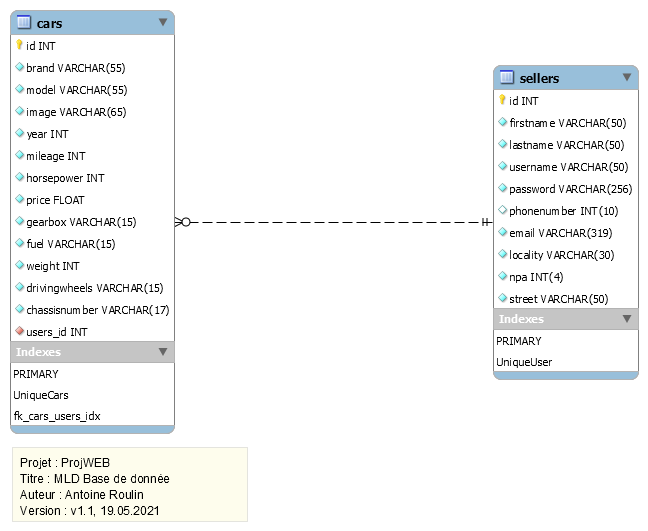 cars
id INT
brand VARCHAR(55)
model VARCHAR(55)
image VARCHAR(65)
year INT
mileage INT
horsepower INT
price FLOAT
gearbox VARCHAR(15)
fuel VARCHAR(15)
weight INT
drivingwheels VARCHAR(15)
chassisnumber VARCHAR(17)
users_id INT
Indexes
PRIMARY
UniqueCars
fk_cars_users_idx
sellers
id INT
firstname VARCHAR(50)
lastname VARCHAR(50)
username VARCHAR(50)
password VARCHAR(256)
phonenumber INT(10)
email VARCHAR(319)
locality VARCHAR(30)
npa INT(4)
street VARCHAR(50)
Indexes
PRIMARY
UniqueUser
Projet : ProjWEB
Titre : MLD Base de donnée
Auteur : Antoine Roulin
Version : v1.1, 19.05.2021